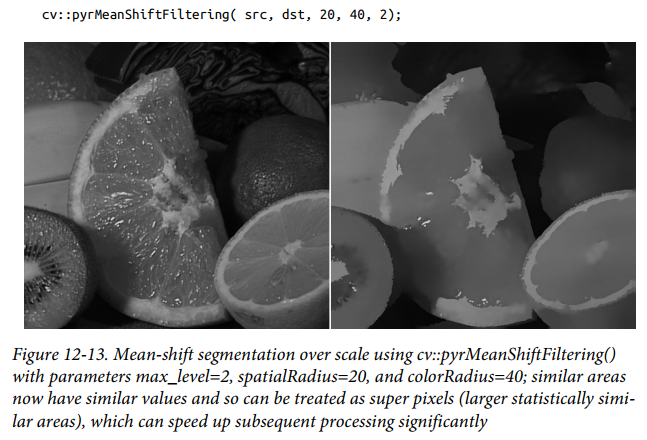 cv::pyrMeanShiftFiltering( src, dst, 20, 40, 2);
Figure 12-13. Mean-shift segmentation over scale using cv::pyrMeanShiftFiltering()
with parameters max_level=2, spatialRadius=20, and colorRadius=40; similar areas
now have similar values and so can be treated as super pixels (larger statistically simi-
lar areas), which can speed up subsequent processing significantly